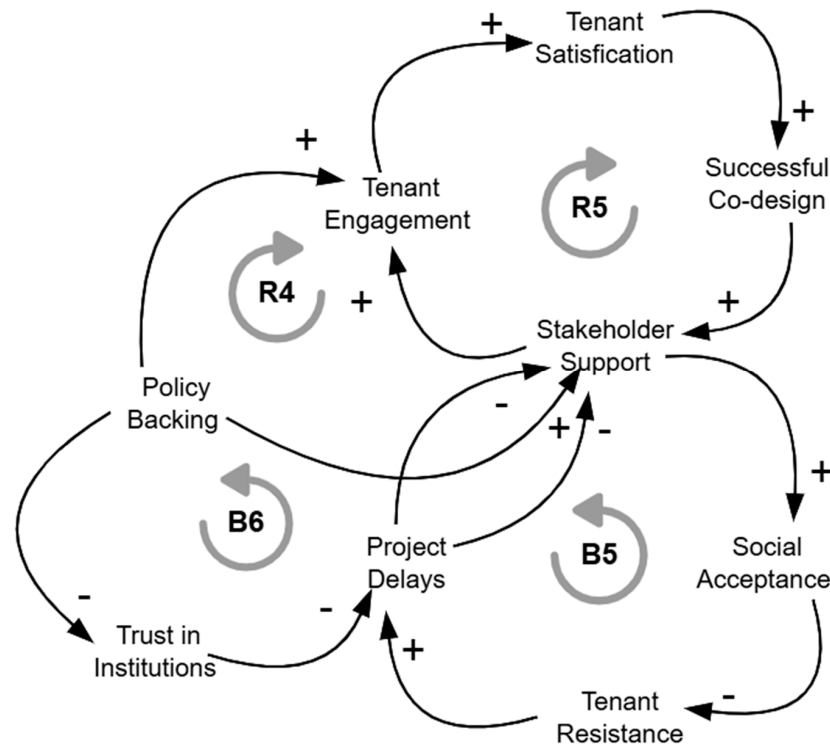 +
Tenant
Satisfication
+
+
Successful
Co-design
Tenant
Engagement
R5
R4
+
+
Stakeholder
Support
Policy
Backing
-
+
-
+
B6
B5
Project
Delays
Social
Acceptance
-
-
Trust in
Institutions
+
-
Tenant
Resistance